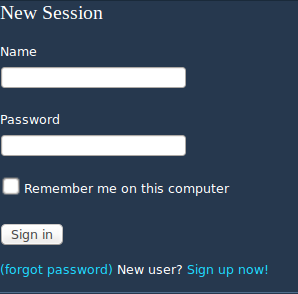 New Session
Name
Password
Remember me on this computer
Sign in
(forgot password) New user? Sign up now!